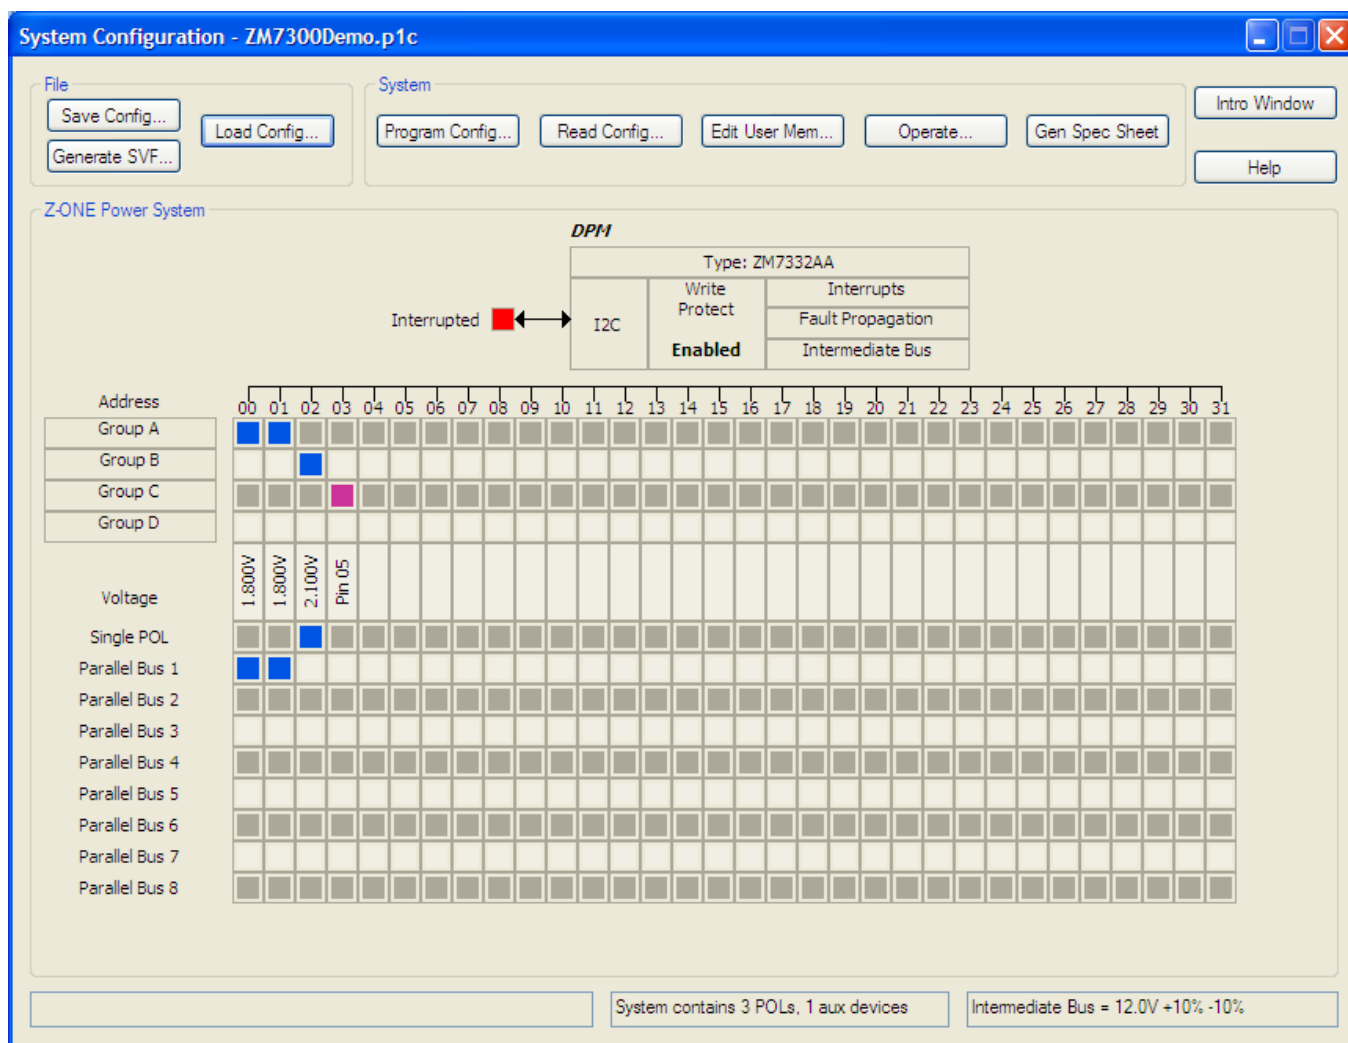 System Configuration - ZM7300Demo.p1c
File
System
Save Config...
Load Config...
Generate SVF...
Program Config...
Read Config...
Edit User Mem...
Operate...
Gen Spec Sheet
Intro Window
Help
Z-ONE Power System
DPM
Type: ZM7332AA
Interrupted
I2C
Write
Protect
Enabled
Interrupts
Fault Propagation
Intermediate Bus
Address 00 01 02 03 04 05 06 07 08 09 10 11 12 13 14 15 16 17 18 19 20 21 22 23 24 25 26 27 28 29 30 31
Group A
Group B
Group C
Group D
Voltage 1.800V 1.800V 2.100V Pin 05
Single POL
Parallel Bus 1
Parallel Bus 2
Parallel Bus 3
Parallel Bus 4
Parallel Bus 5
Parallel Bus 6
Parallel Bus 7
Parallel Bus 8
System contains 3 POLs, 1 aux devices
Intermediate Bus = 12.0V +10% -10%